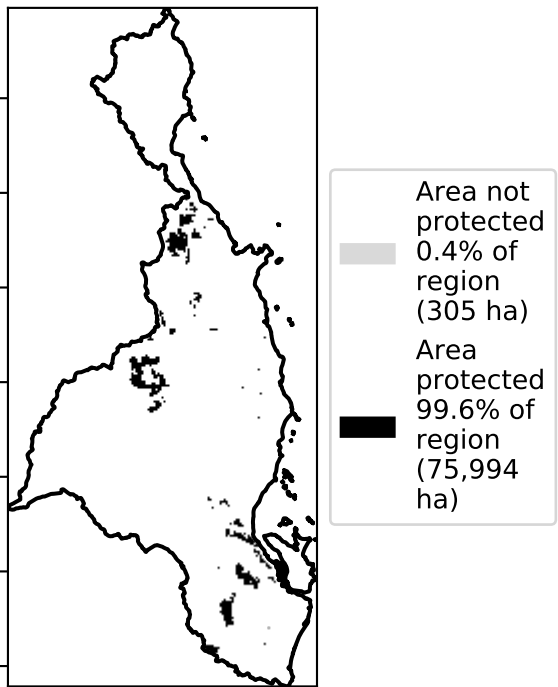 Area not
protected
0.4% of
region
(305 ha)
Area
protected
99.6% of
region
(75,994
ha)